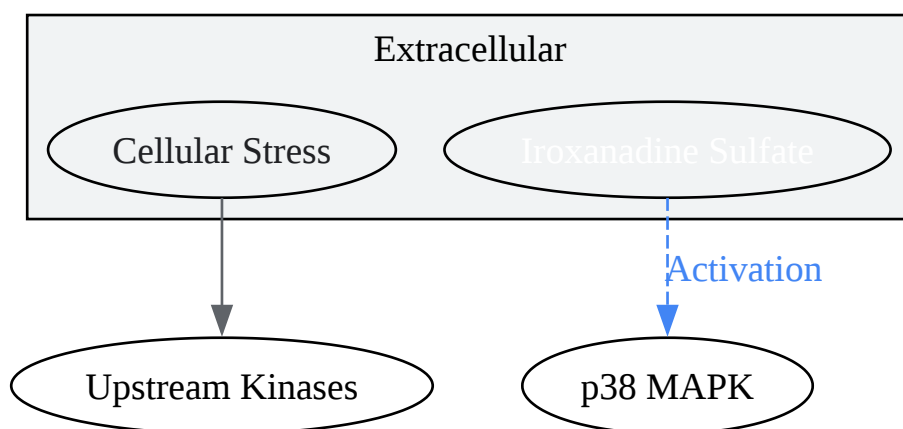 Extracellular
Cellular Stress
Iroxanadine Sulfate
Activation
Upstream Kinases
p38 MAPK